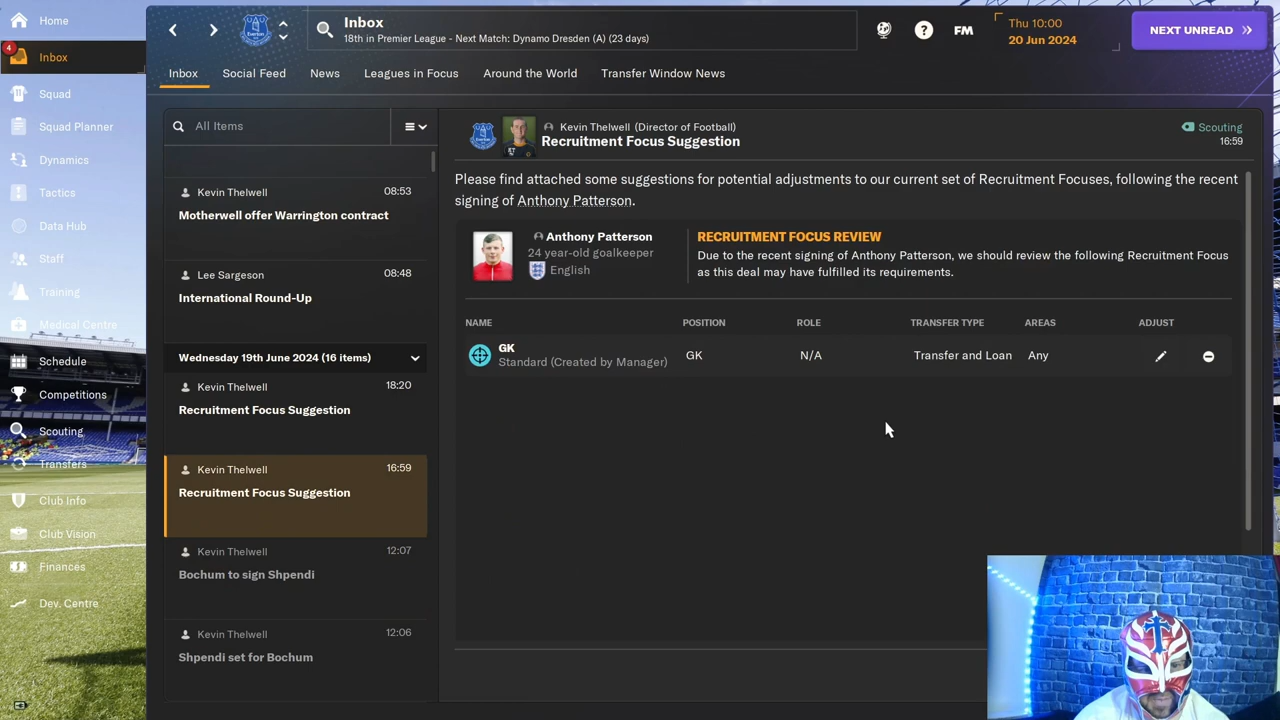 Home
4
Inbox
Squad
Squad Planner
Dynamics
Tactics
Data Hub
Staff
Training
Medical Centre
Schedule
Competitions
Scouting
Transfers
Club Info
Club Vision
Finances
Dev. Centre
Everton
Inbox
18th in Premier League - Next Match: Dynamo Dresden (A) (23 days)
?
FM
Thu 10:00
20 Jun 2024
NEXT UNREAD
Inbox
Social Feed
News
Leagues in Focus
Around the World
Transfer Window News
All Items
Kevin Thelwell 08:53
Motherwell offer Warrington contract
Lee Sargeson 08:48
International Round-Up
Wednesday 19th June 2024 (16 items)
Kevin Thelwell 18:20
Recruitment Focus Suggestion
Kevin Thelwell 16:59
Recruitment Focus Suggestion
Kevin Thelwell 12:07
Bochum to sign Shpendi
Kevin Thelwell 12:06
Shpendi set for Bochum
Kevin Thelwell (Director of Football)
Recruitment Focus Suggestion
Scouting
16:59
Please find attached some suggestions for potential adjustments to our current set of Recruitment Focuses, following the recent
signing of Anthony Patterson.
Anthony Patterson
24 year-old goalkeeper
English
RECRUITMENT FOCUS REVIEW
Due to the recent signing of Anthony Patterson, we should review the following Recruitment Focus
as this deal may have fulfilled its requirements.
NAME POSITION ROLE TRANSFER TYPE AREAS ADJUST
GK
Standard (Created by Manager) GK N/A Transfer and Loan Any